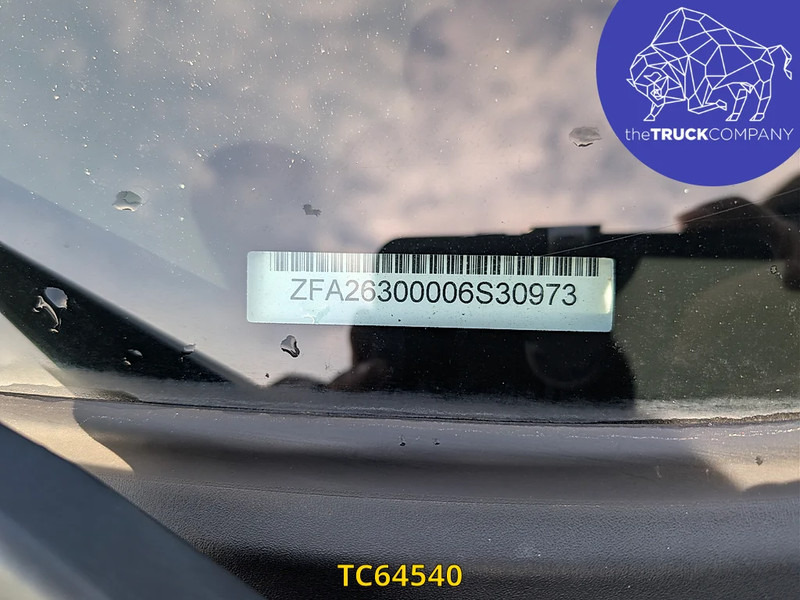 theTRUCKCOMPANY
ZFA26300006S30973
TC64540